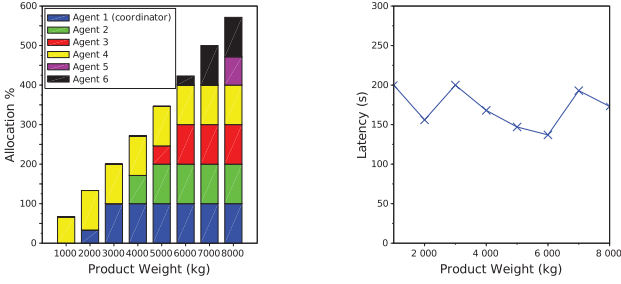 600
500
400
300
200
100
0
Allocation %
Agent 1 (coordinator)
Agent 2
Agent 3
Agent 4
Agent 5
Agent 6
1000 2000 3000 4000 5000 6000 7000 8000
Product Weight (kg)
300
250
200
150
100
50
0
Latency (s)
2 000 4 000 6 000 8 000
Product Weight (kg)